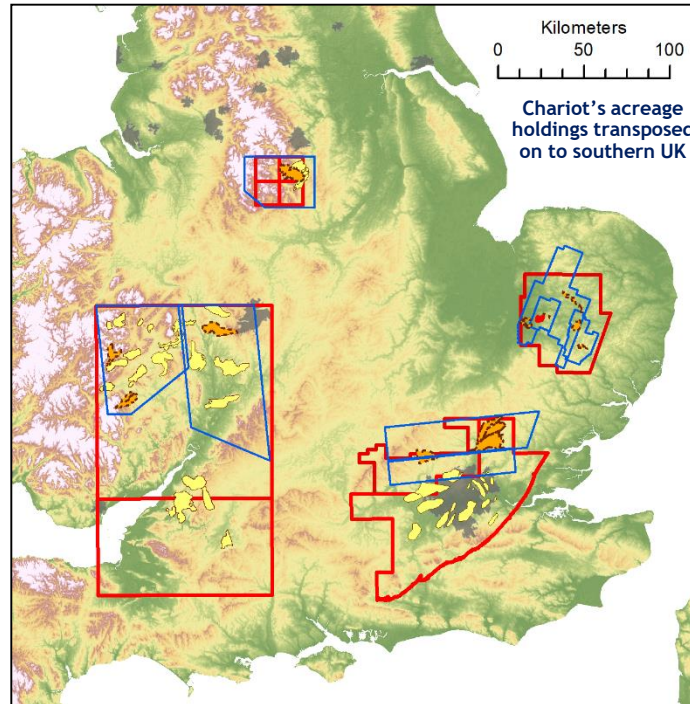 Kilometers
0 50 100
Chariot's acreage
holdings transposed
on to southern UK